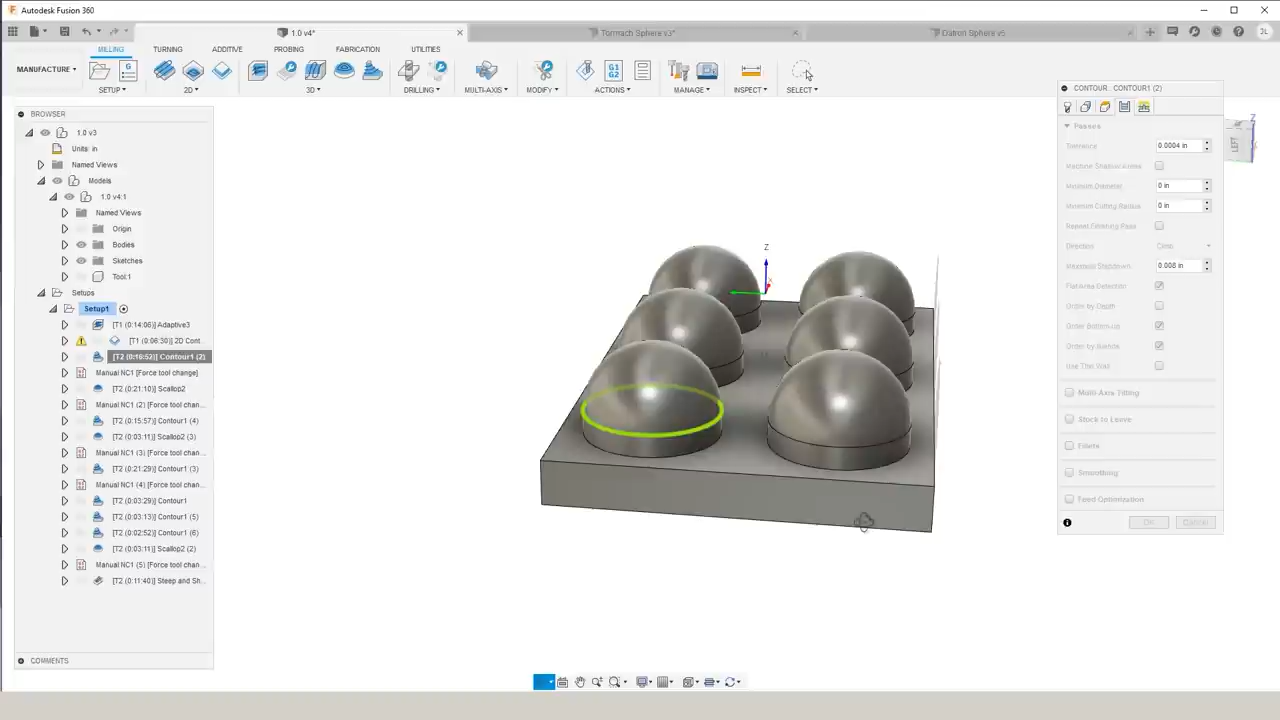 Autodesk Fusion 360
1.0 v4*
Tormach Sphere v3*
Datron Sphere v5
JL
MANUFACTURE
MILLING
TURNING
ADDITIVE
PROBING
FABRICATION
UTILITIES
G
G1
G2
SETUP
2D
3D
DRILLING
MULTI-AXIS
MODIFY
ACTIONS
MANAGE
INSPECT
SELECT
BROWSER
1.0 v3
Units: in
Named Views
Models
1.0 v4:1
Named Views
Origin
Bodies
Sketches
Tool:1
Setups
Setup1
[T1 (0:14:06)] Adaptive3
[T1 (0:06:30)] 2D Cont...
[T2 (0:16:52)] Contour1 (2)
Manual NC1 [Force tool change]
[T2 (0:21:10)] Scallop2
Manual NC1 (2) [Force tool chan...
[T2 (0:15:57)] Contour1 (4)
[T2 (0:03:11)] Scallop2 (3)
Manual NC1 (3) [Force tool chan...
[T2 (0:21:29)] Contour1 (3)
Manual NC1 (4) [Force tool chan...
[T2 (0:03:29)] Contour1
[T2 (0:03:13)] Contour1 (5)
[T2 (0:02:52)] Contour1 (6)
[T2 (0:03:11)] Scallop2 (2)
Manual NC1 (5) [Force tool chan...
[T2 (0:11:40)] Steep and Sh...
COMMENTS
Z
CONTOUR : CONTOUR1 (2)
Passes
Tolerance 0.0004 in
Machine Shallow Areas
Minimum Diameter 0 in
Minimum Cutting Radius 0 in
Repeat Finishing Pass
Direction Climb
Maximum Stepdown 0.008 in
Flat Area Detection
Order by Depth
Order Bottom-up
Order by Islands
Use Thin Wall
Multi-Axis Tilting
Stock to Leave
Fillets
Smoothing
Feed Optimization
OK Cancel
Z
LEFT